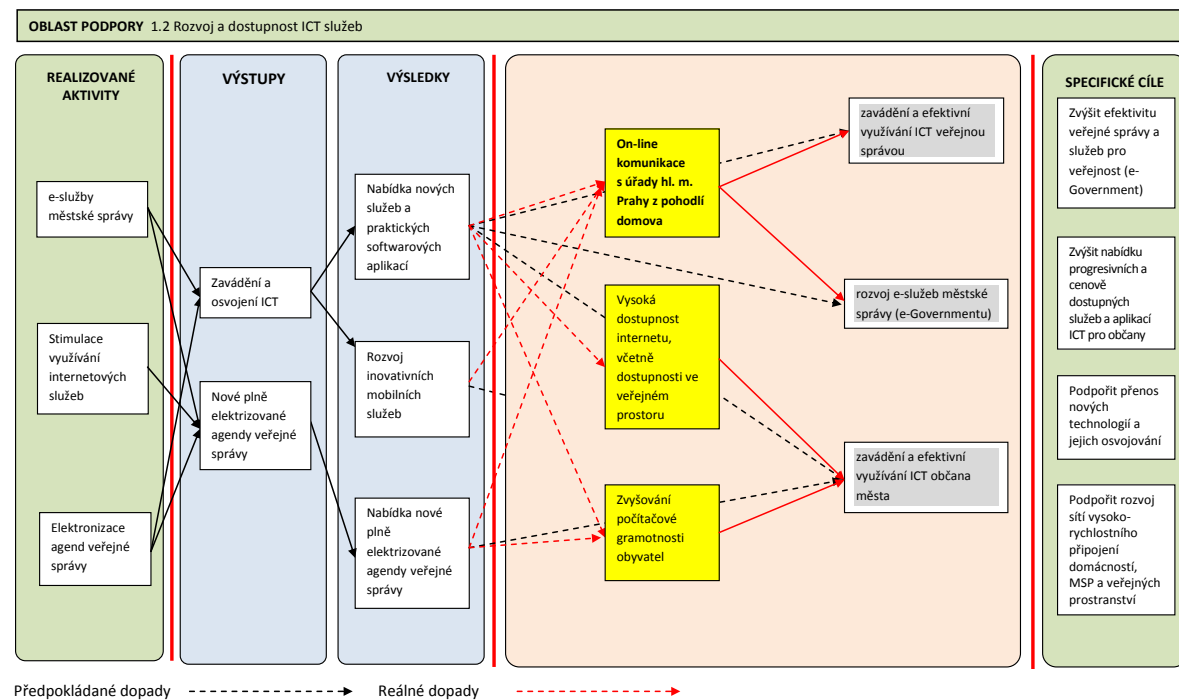 OBLAST PODPORY 1.2 Rozvoj a dostupnost ICT služeb
REALIZOVANÉ
AKTIVITY
e-služby
městské správy
Stimulace
využívání
internetových
služeb
Elektronizace
agend veřejné
správy
VÝSTUPY
Zavádění a
osvojení ICT
Nové plně
elektrizované
agendy veřejné
správy
VÝSLEDKY
Nabídka nových
služeb a
praktických
softwarových
aplikací
Rozvoj
inovativních
mobilních
služeb
Nabídka nové
plně
elektrizované
agendy veřejné
správy
On-line
komunikace
s úřady hl. m.
Prahy z pohodlí
domova
Vysoká
dostupnost
internetu,
včetně
dostupnosti ve
veřejném
prostoru
Zvyšování
počítačové
gramotnosti
obyvatel
zavádění a efektivní
využívání ICT veřejnou
správou
rozvoj e-služeb městské
správy (e-Governmentu)
zavádění a efektivní
využívání ICT občana
města
SPECIFICKÉ CÍLE
Zvýšit efektivitu
veřejné správy a
služeb pro
veřejnost (e-
Government)
Zvýšit nabídku
progresivních a
cenově
dostupných
služeb a aplikací
ICT pro občany
Podpořit přenos
nových
technologií a
jejich osvojování
Podpořit rozvoj
sítí vysoko-
rychlostního
připojení
domácností,
MSP a veřejných
prostranství
Předpokládané dopady
Reálné dopady